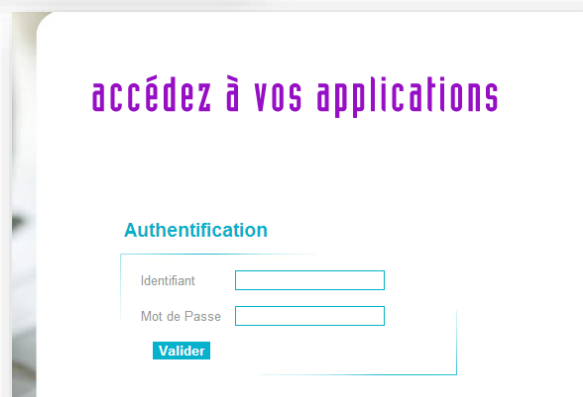 accédez à vos applications
Authentification
Identifiant
Mot de Passe
Valider